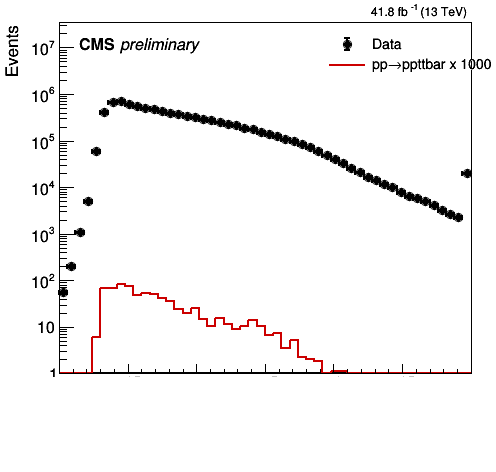 41.8 fb⁻¹ (13 TeV)
Events
CMS preliminary
Data
pp→ppttbar x 1000
10⁷
10⁶
10⁵
10⁴
10³
10²
10
1